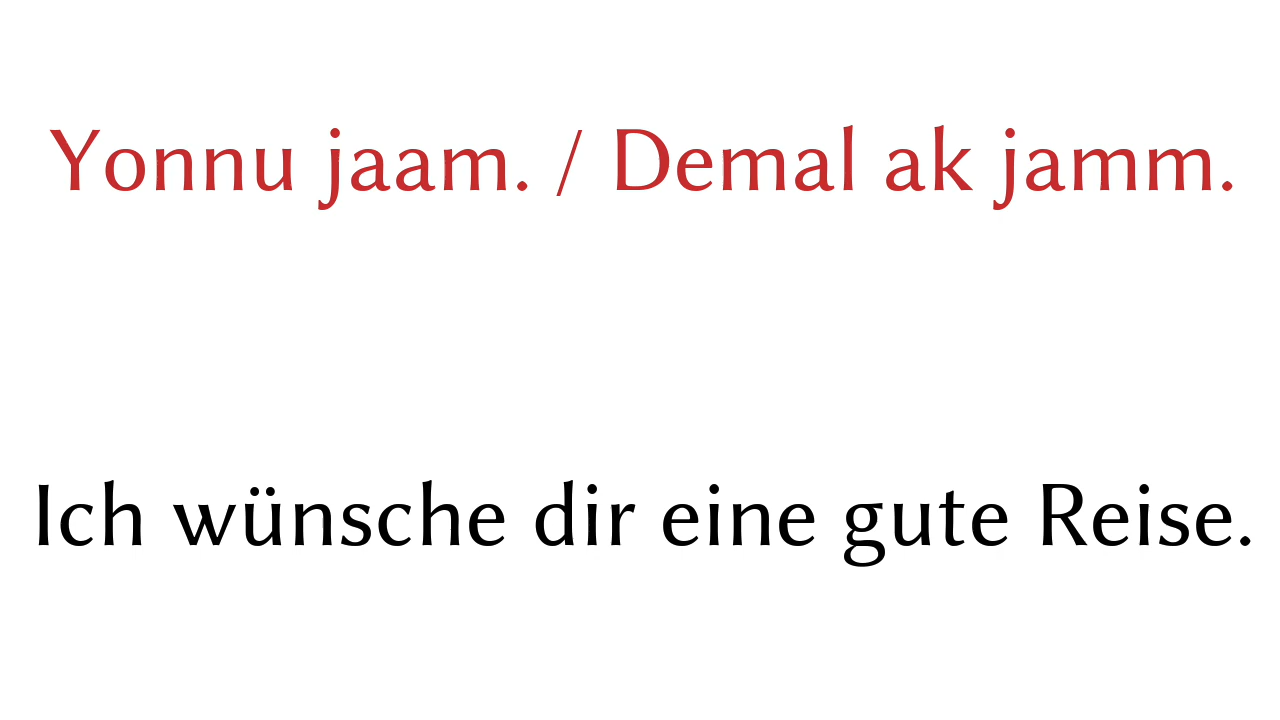 Yonnu jaam. / Demal ak jamm.
Ich wünsche dir eine gute Reise.